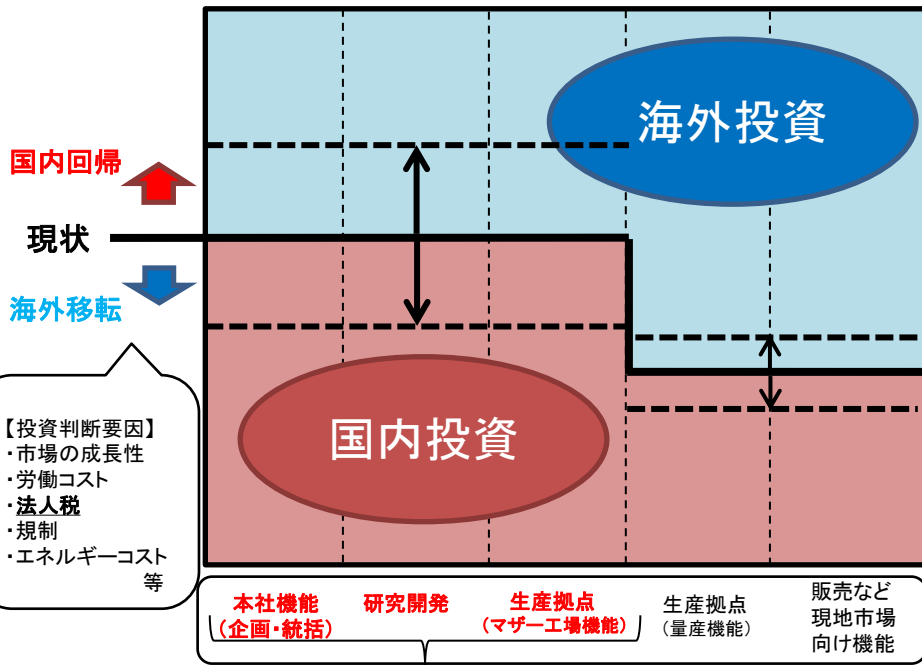 海外投資
国内回帰
現状
海外移転
国内投資
【投資判断要因】
・市場の成長性
・労働コスト
・法人税
・規制
・エネルギーコスト
等
本社機能
(企画・統括)
研究開発
生産拠点
(マザー工場機能)
生産拠点
(量産機能)
販売など
現地市場
向け機能